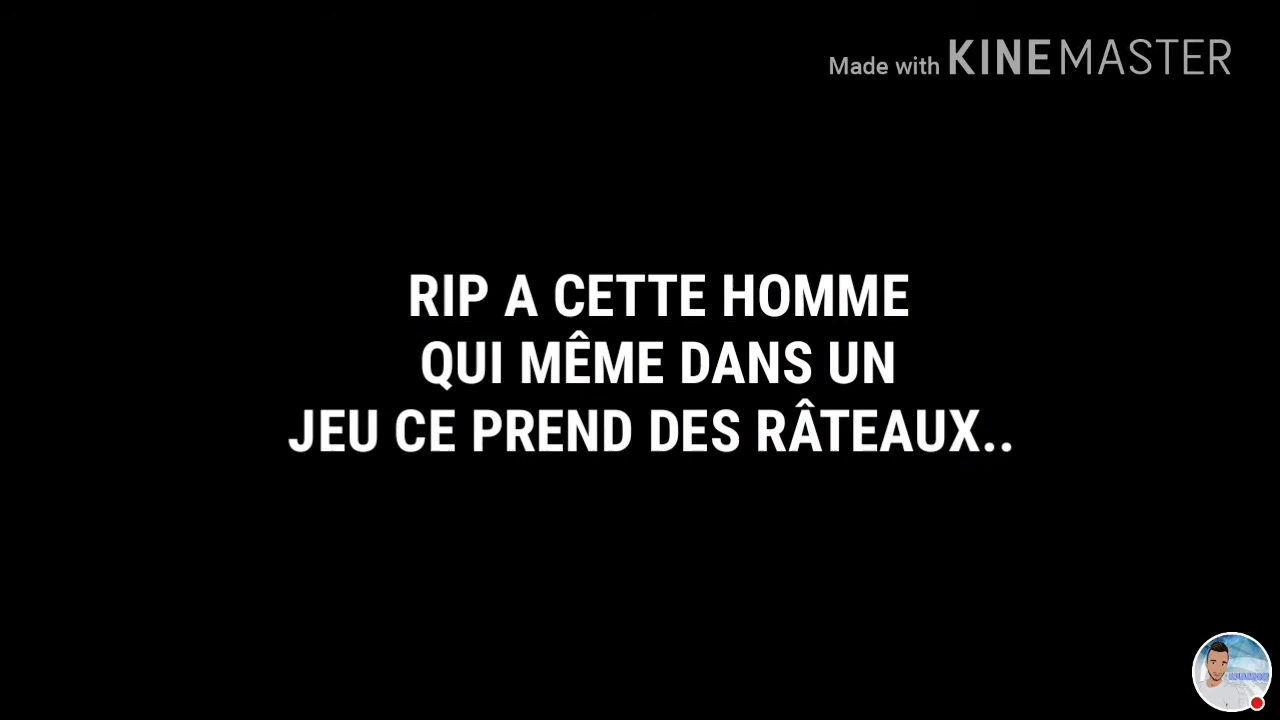 Made with KINEMASTER
RIP A CETTE HOMME
QUI MÊME DANS UN
JEU CE PREND DES RÂTEAUX..